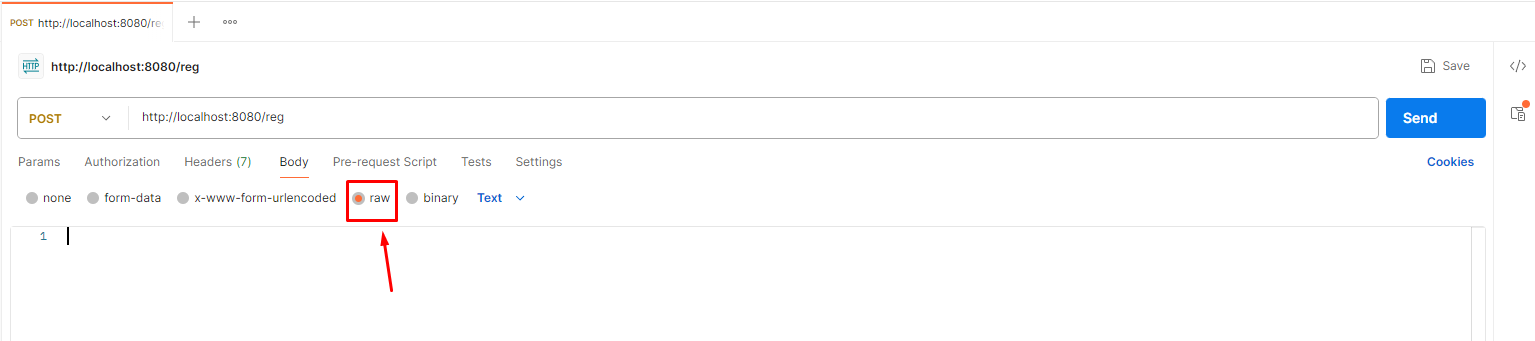 POST http://localhost:8080/re
HTTP http://localhost:8080/reg Save </>
POST http://localhost:8080/reg Send
Params Authorization Headers (7) Body Pre-request Script Tests Settings Cookies
none form-data x-www-form-urlencoded raw binary Text
1